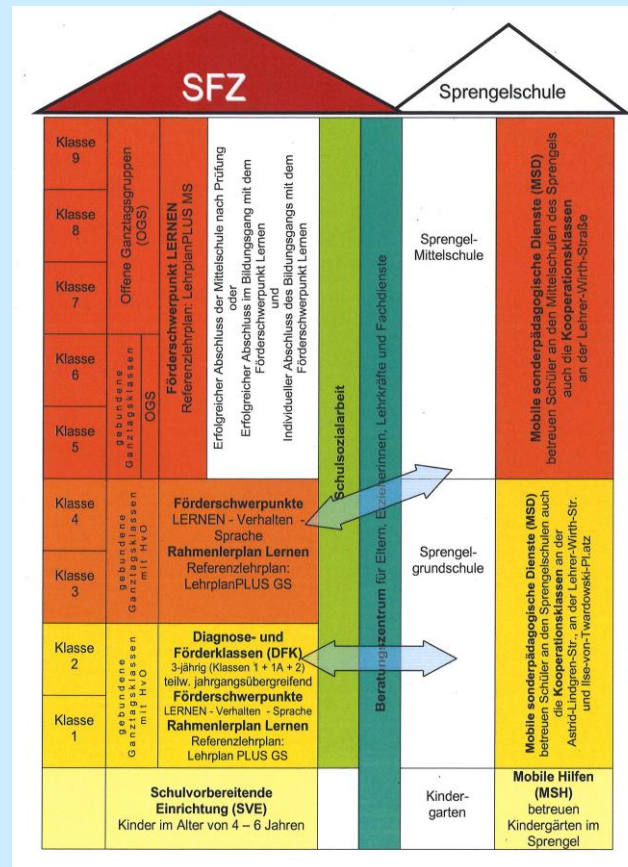 SFZ
Sprengelschule
Klasse
9
Klasse
8
Klasse
7
Klasse
6
Klasse
5
Klasse
4
Klasse
3
Klasse
2
Klasse
1
Offene Ganztagsgruppen
(OGS)
gebundene
Ganztagsklassen
OGS
gebundene
Ganztagsklassen
mit HvO
gebundene
Ganztagsklassen
mit HvO
Förderschwerpunkt LERNEN
Referenzlehrplan: LehrplanPLUS MS
Erfolgreicher Abschluss der Mittelschule nach Prüfung
oder
Erfolgreicher Abschluss im Bildungsgang mit dem
Förderschwerpunkt Lernen
und
Individueller Abschluss des Bildungsgangs mit dem
Förderschwerpunkt Lernen
Förderschwerpunkte
LERNEN - Verhalten -
Sprache
Rahmenlerplan Lernen
Referenzlehrplan:
LehrplanPLUS GS
Diagnose- und
Förderklassen (DFK)
3-jährig (Klassen 1 + 1A + 2)
teilw. jahrgangsübergreifend
Förderschwerpunkte
LERNEN - Verhalten - Sprache
Rahmenlerplan Lernen
Referenzlehrplan:
Lehrplan PLUS GS
Schulvorbereitende
Einrichtung (SVE)
Kinder im Alter von 4 – 6 Jahren
Schulsozialarbeit
Beratungszentrum für Eltern, Erzieherinnen, Lehrkräfte und Fachdienste
Sprengel-
Mittelschule
Sprengel-
grundschule
Kinder-
garten
Mobile sonderpädagogische Dienste (MSD)
betreuen Schüler an den Mittelschulen des Sprengels
auch die Kooperationsklassen
an der Lehrer-Wirth-Straße
Mobile sonderpädagogische Dienste (MSD)
betreuen Schüler an den Sprengelschulen auch
die Kooperationsklassen an der
Astrid-Lindgren-Str., an der Lehrer-Wirth-Str.
und Ilse-von-Twardowski-Pl.atz
Mobile Hilfen
(MSH)
betreuen
Kindergärten im
Sprengel